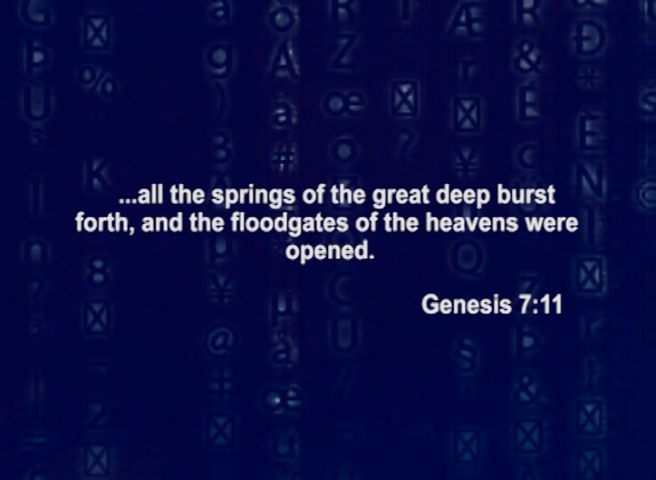 ...all the springs of the great deep burst
forth, and the floodgates of the heavens were
opened.
Genesis 7:11